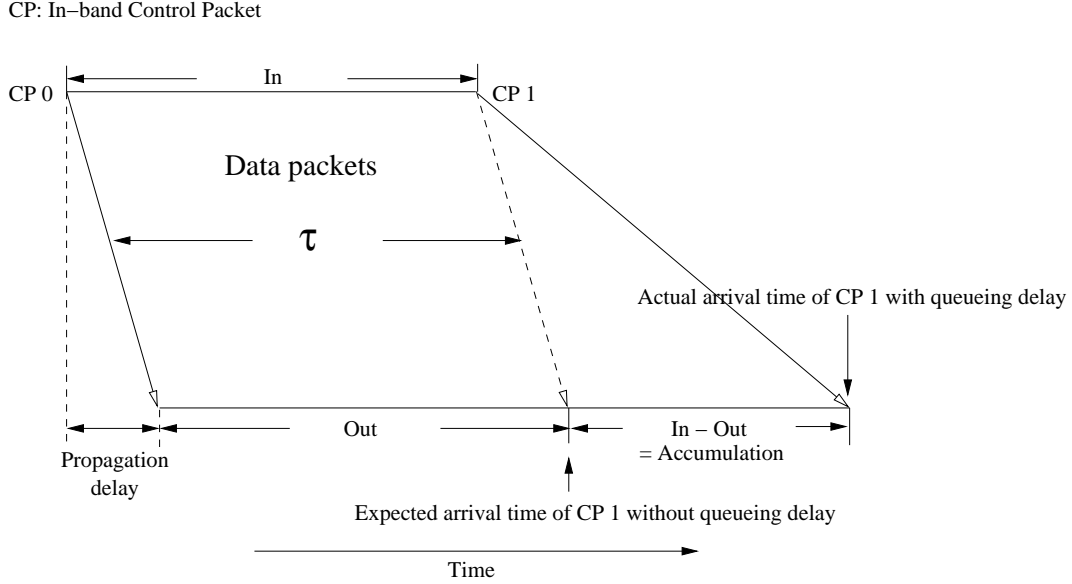 CP: In−band Control Packet
In
CP 0
CP 1
Data packets
τ
Actual arrival time of CP 1 with queueing delay
Out
In − Out
= Accumulation
Propagation
delay
Expected arrival time of CP 1 without queueing delay
Time